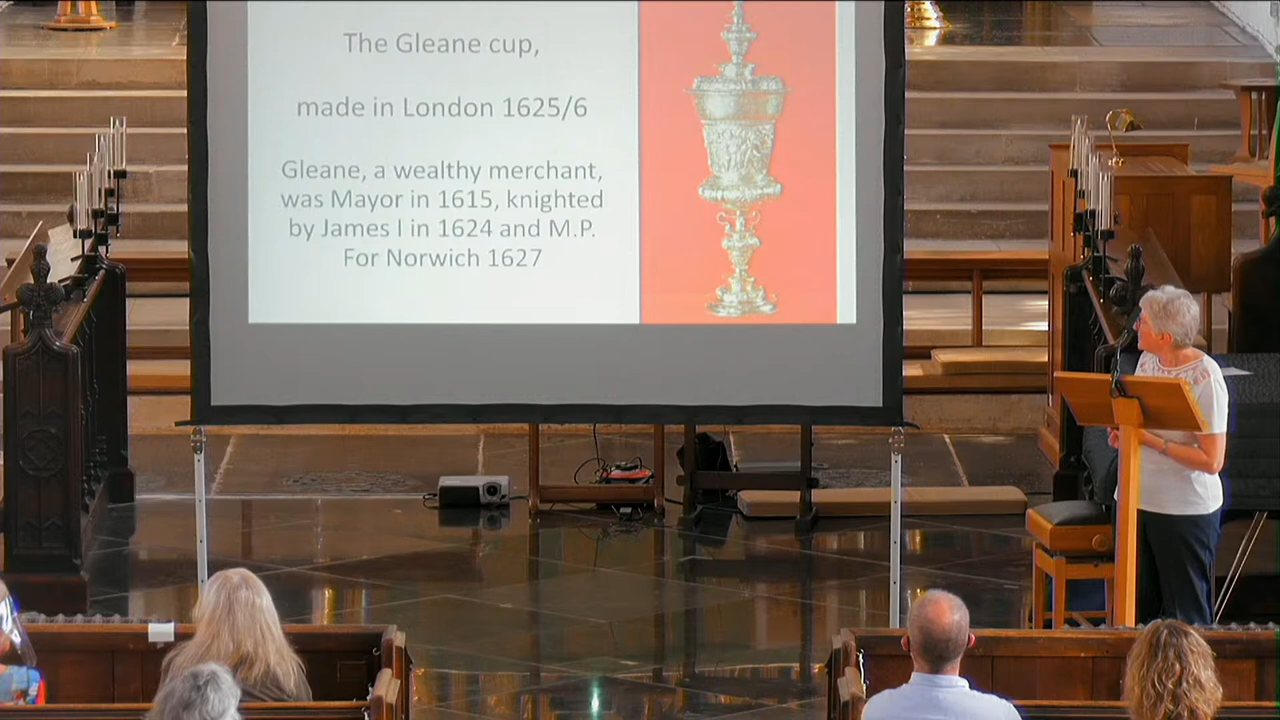 The Gleane cup,
made in London 1625/6
Gleane, a wealthy merchant,
was Mayor in 1615, knighted
by James I in 1624 and M.P.
For Norwich 1627